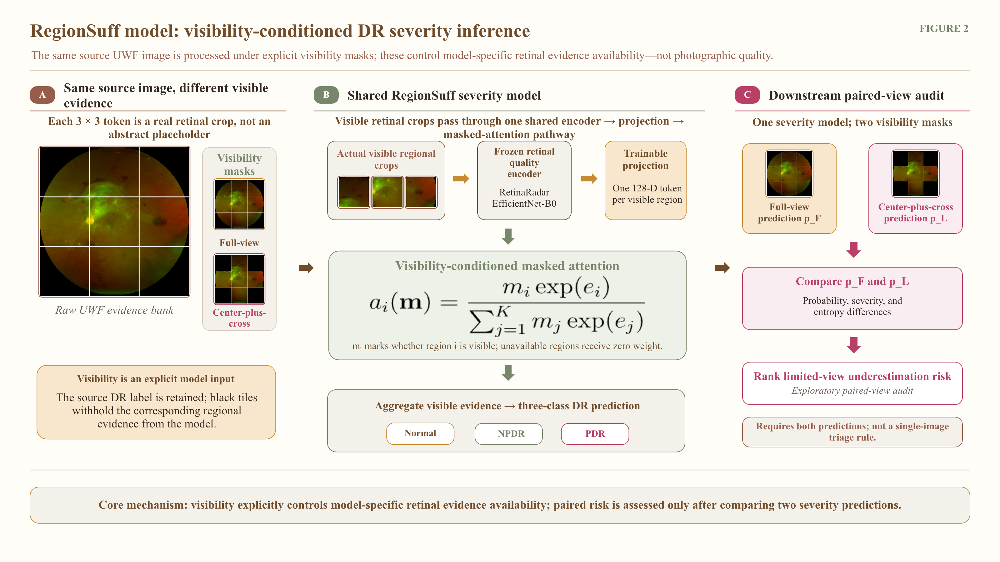 RegionSuff model: visibility-conditioned DR severity inference
FIGURE 2
The same source UWF image is processed under explicit visibility masks; these control model-specific retinal evidence availability—not photographic quality.
A
Same source image, different visible
evidence
Each 3 × 3 token is a real retinal crop, not an
abstract placeholder
Visibility
masks
Full-view
Center-plus-
cross
Raw UWF evidence bank
Visibility is an explicit model input
The source DR label is retained; black tiles
withhold the corresponding regional
evidence from the model.
B
Shared RegionSuff severity model
Visible retinal crops pass through one shared encoder → projection →
masked-attention pathway
Actual visible regional
crops
Frozen retinal
quality
encoder
RetinaRadar
EfficientNet-B0
Trainable
projection
One 128-D token
per visible region
Visibility-conditioned masked attention
a_i(m) = m_i exp(e_i) / ∑_{j=1}^{K} m_j exp(e_j)
mᵢ marks whether region i is visible; unavailable regions receive zero weight.
Aggregate visible evidence → three-class DR prediction
Normal
NPDR
PDR
C
Downstream paired-view audit
One severity model; two visibility masks
Full-view
prediction p_F
Center-plus-cross
prediction p_L
Compare p_F and p_L
Probability, severity, and
entropy differences
Rank limited-view underestimation risk
Exploratory paired-view audit
Requires both predictions; not a single-image
triage rule.
Core mechanism: visibility explicitly controls model-specific retinal evidence availability; paired risk is assessed only after comparing two severity predictions.